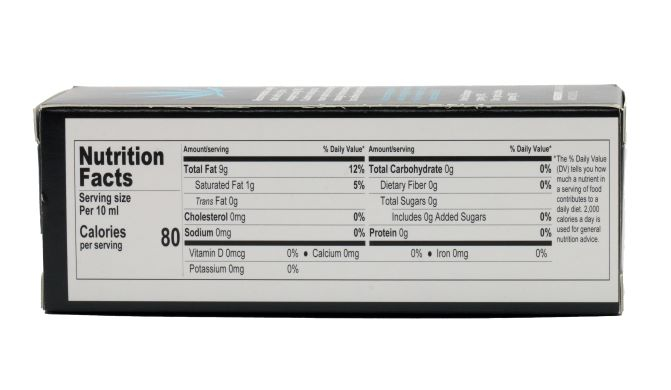 Nutrition
Facts
Serving size
Per 10 ml
Calories
per serving
80
Amount/serving % Daily Value*
Total Fat 9g 12%
Saturated Fat 1g 5%
Trans Fat 0g
Cholesterol 0mg 0%
Sodium 0mg 0%
Amount/serving % Daily Value*
Total Carbohydrate 0g 0%
Dietary Fiber 0g 0%
Total Sugars 0g
Includes 0g Added Sugars 0%
Protein 0g 0%
Vitamin D 0mcg 0% • Calcium 0mg 0% • Iron 0mg 0%
Potassium 0mg 0%
*The % Daily Value
(DV) tells you how
much a nutrient in
a serving of food
contributes to a
daily diet. 2,000
calories a day is
used for general
nutrition advice.